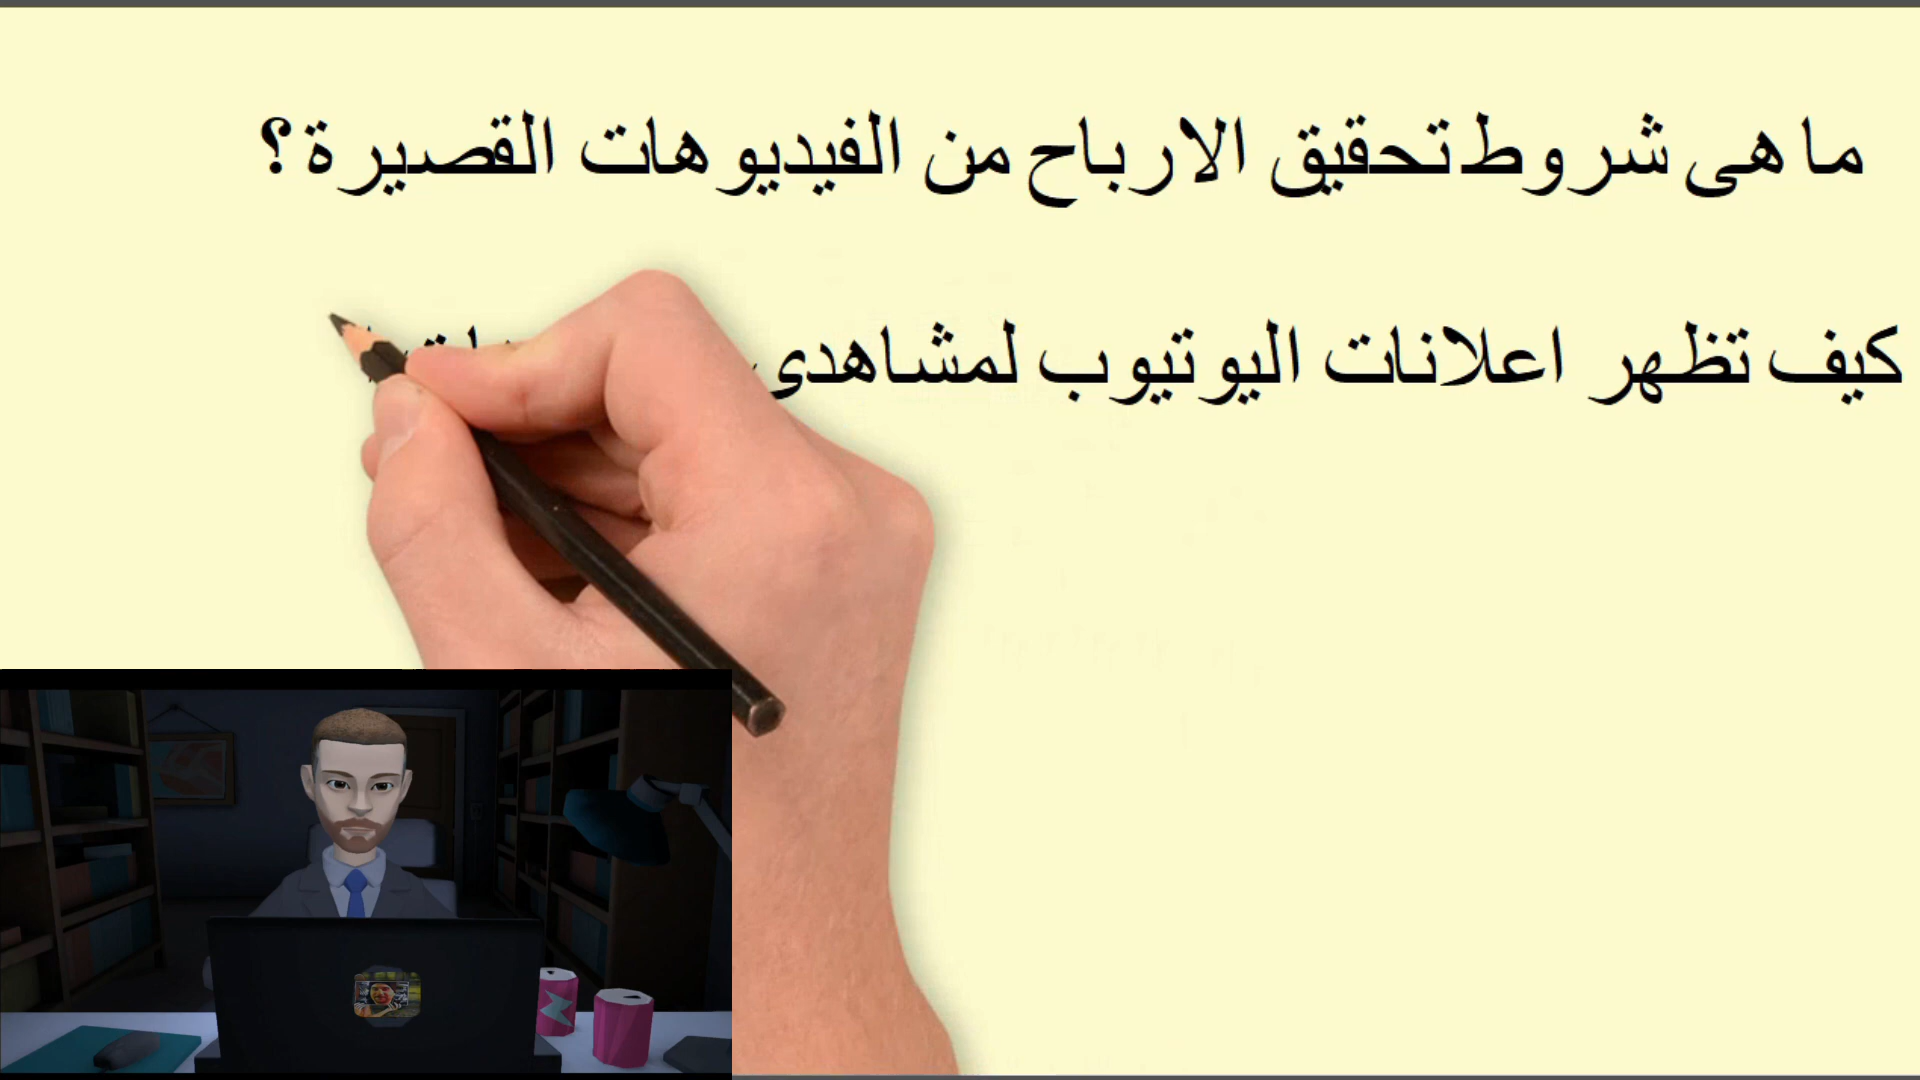 ما هى شروط تحقيق الارباح من الفيديوهات القصيرة ؟
كيف تظهر اعلانات اليوتيوب لمشاهدى